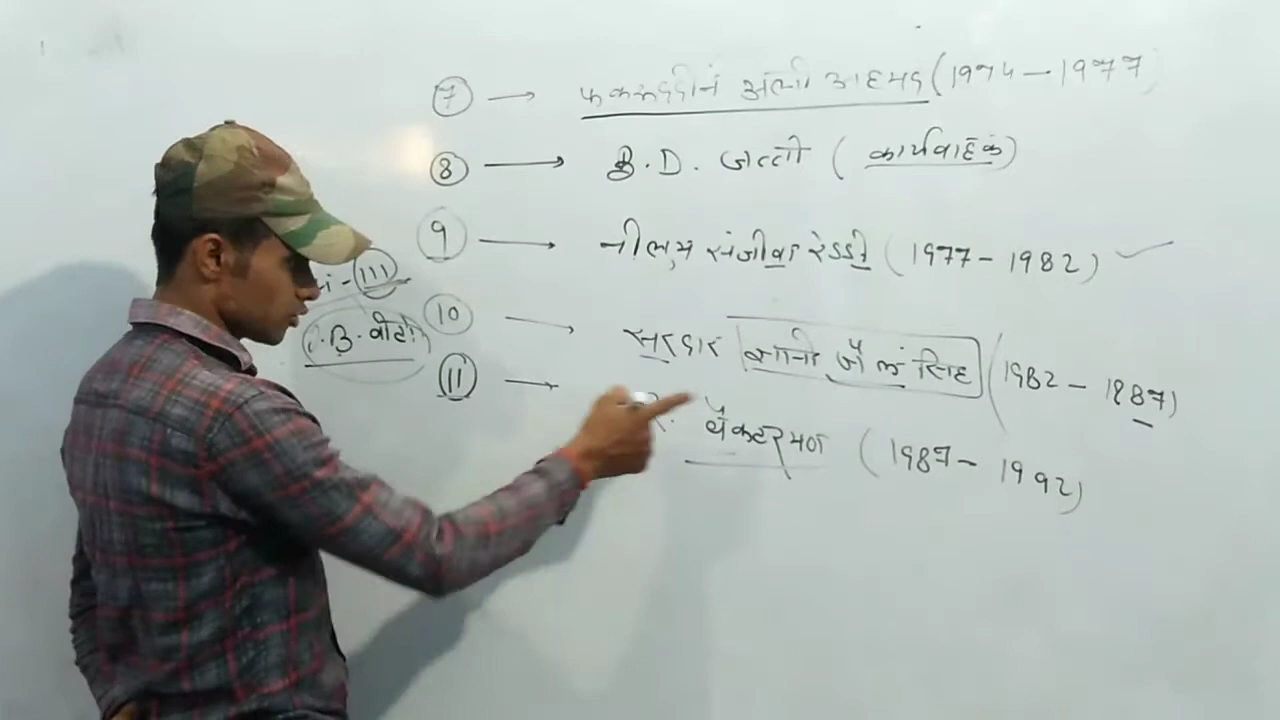 7 → फकरुद्दीन अली अहमद (1974 – 1977
8 → B.D. जत्ती ( कार्यवाहक)
9 → नीलम संजीवा रेड्डी (1977 – 1982)
10 → सरदार ज्ञानी जैल सिंह (1982 – 1987)
11 → वैंकटरमण (1987 – 1992)
III